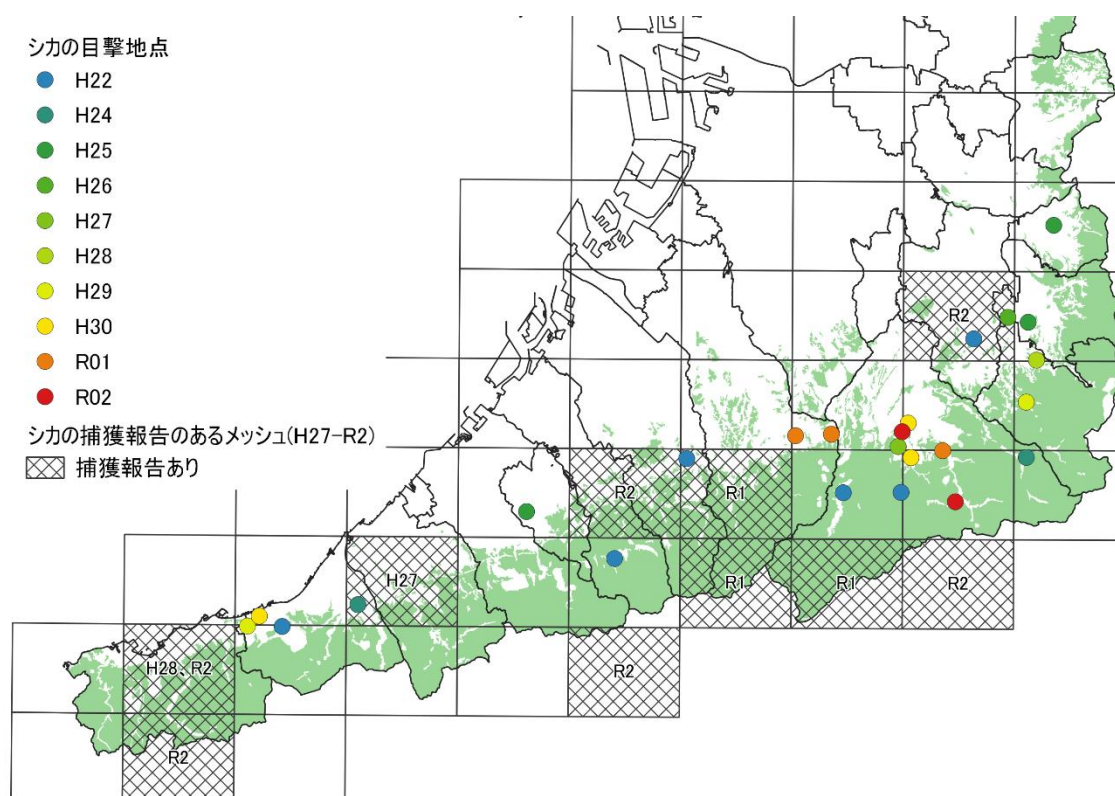 シカの目撃地点
H22
H24
H25
H26
H27
H28
H29
H30
R01
R02
シカの捕獲報告のあるメッシュ(H27-R2)
捕獲報告あり
R2
R2
R1
H27
R1
R1
R2
H28、R2
R2
R2